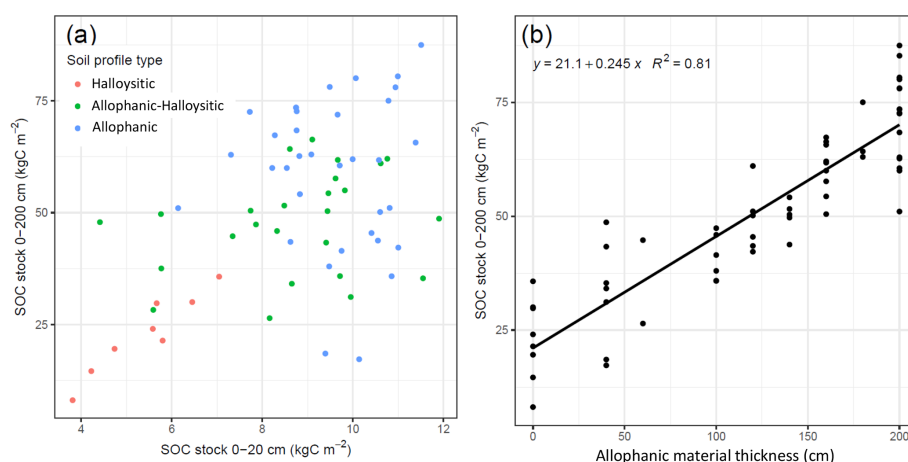 (a)
Soil profile type
Halloysitic
Allophanic-Halloysitic
Allophanic
75
50
25
4 6 8 10 12
SOC stock 0−20 cm (kgC m⁻²)
SOC stock 0−200 cm (kgC m⁻²)
(b)
y = 21.1 + 0.245 x R² = 0.81
75
50
25
0 50 100 150 200
Allophanic material thickness (cm)
SOC stock 0−200 cm (kgC m⁻²)